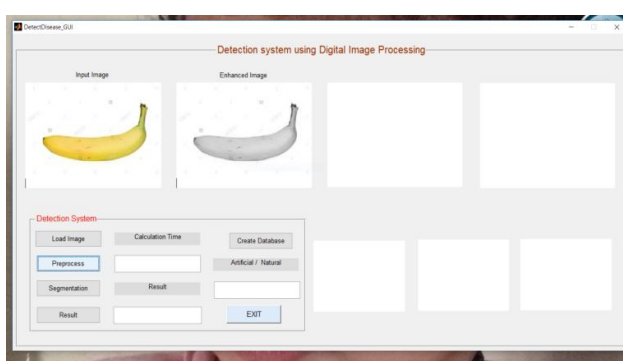 DetectDisease_GUI
Detection system using Digital Image Processing
Input Image
Enhanced Image
Detection System
Load Image
Calculation Time
Create Database
Preprocess
Artificial / Natural
Segmentation
Result
Result
EXIT